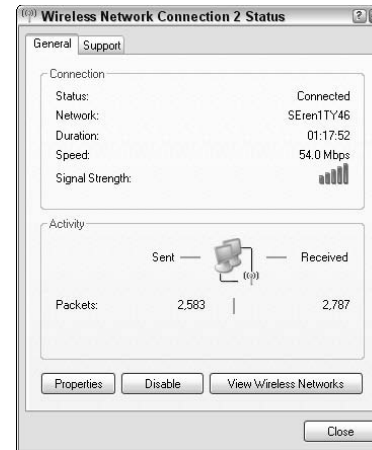 Wireless Network Connection 2 Status
General Support
Connection
Status: Connected
Network: SEren1TY46
Duration: 01:17:52
Speed: 54.0 Mbps
Signal Strength:
Activity
Sent — — Received
Packets: 2,583 | 2,787
Properties Disable View Wireless Networks
Close